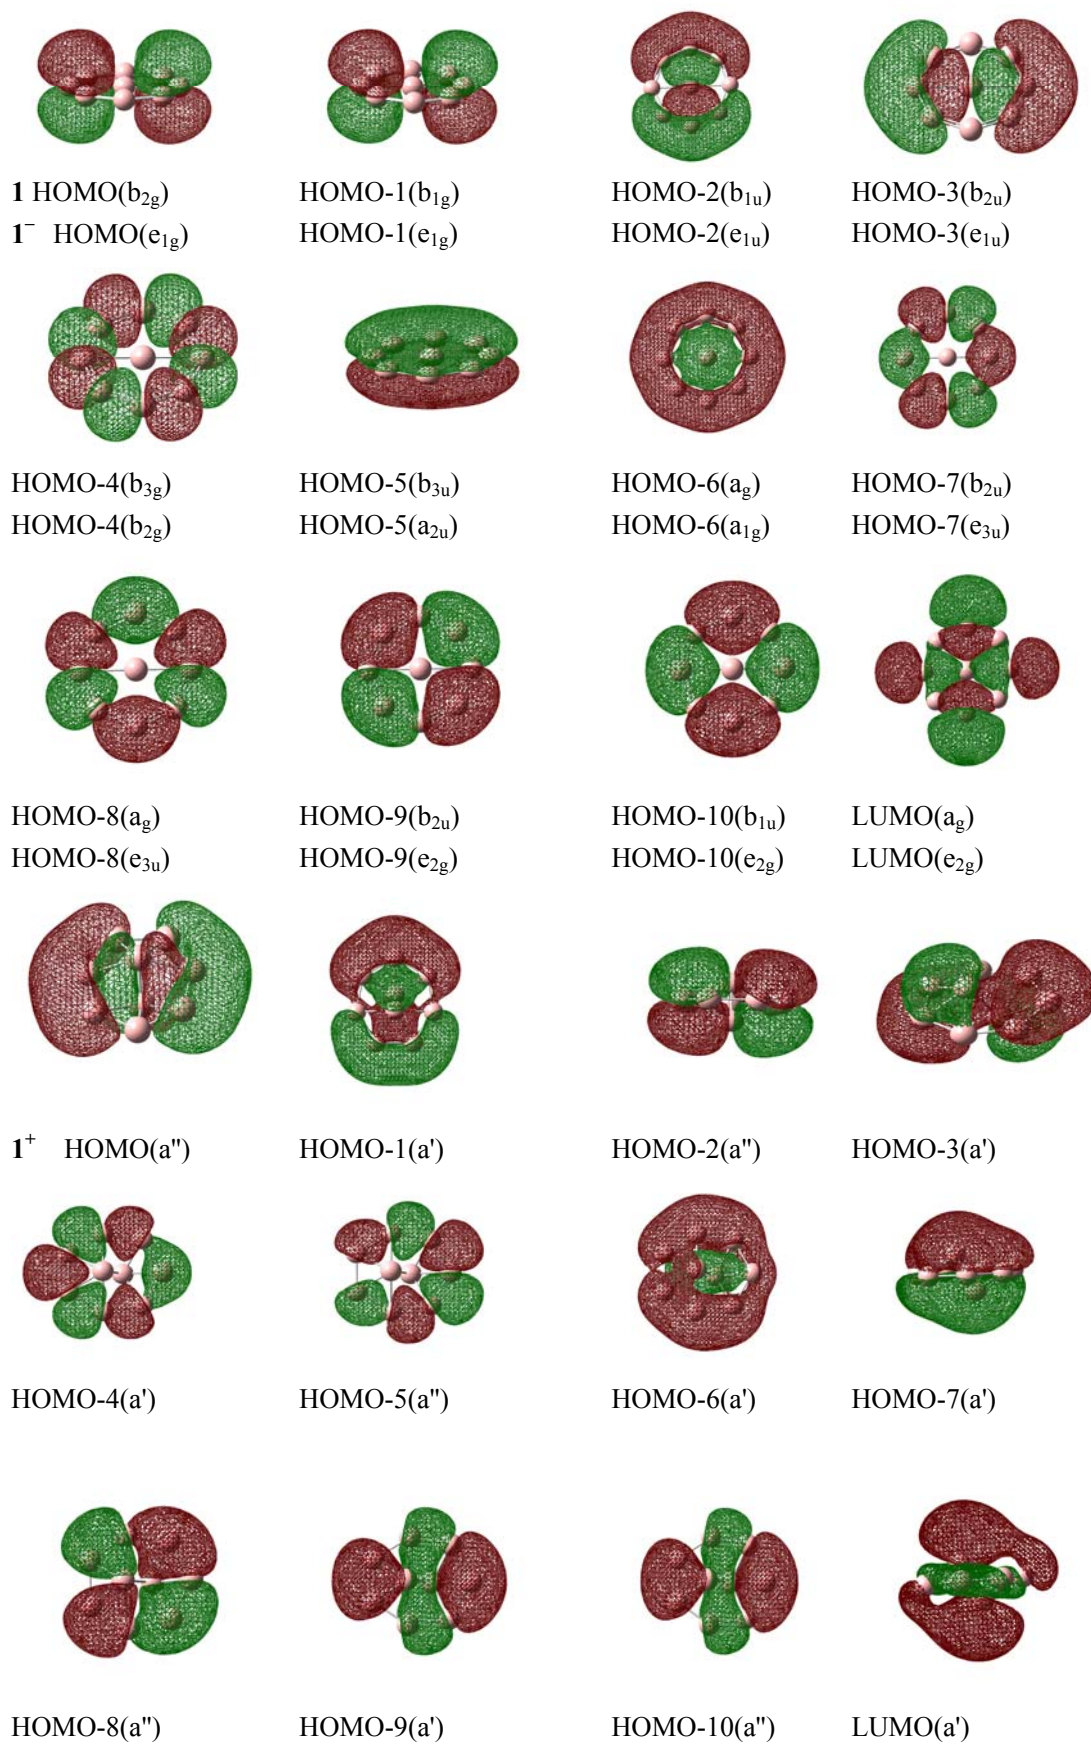 1 HOMO(b2g) HOMO-1(b1g) HOMO-2(b1u) HOMO-3(b2u)
1⁻ HOMO(e1g) HOMO-1(e1g) HOMO-2(e1u) HOMO-3(e1u)
HOMO-4(b3g) HOMO-5(b3u) HOMO-6(ag) HOMO-7(b2u)
HOMO-4(b2g) HOMO-5(a2u) HOMO-6(a1g) HOMO-7(e3u)
HOMO-8(ag) HOMO-9(b2u) HOMO-10(b1u) LUMO(ag)
HOMO-8(e3u) HOMO-9(e2g) HOMO-10(e2g) LUMO(e2g)
1⁺ HOMO(a") HOMO-1(a') HOMO-2(a") HOMO-3(a')
HOMO-4(a') HOMO-5(a") HOMO-6(a') HOMO-7(a')
HOMO-8(a") HOMO-9(a') HOMO-10(a") LUMO(a')